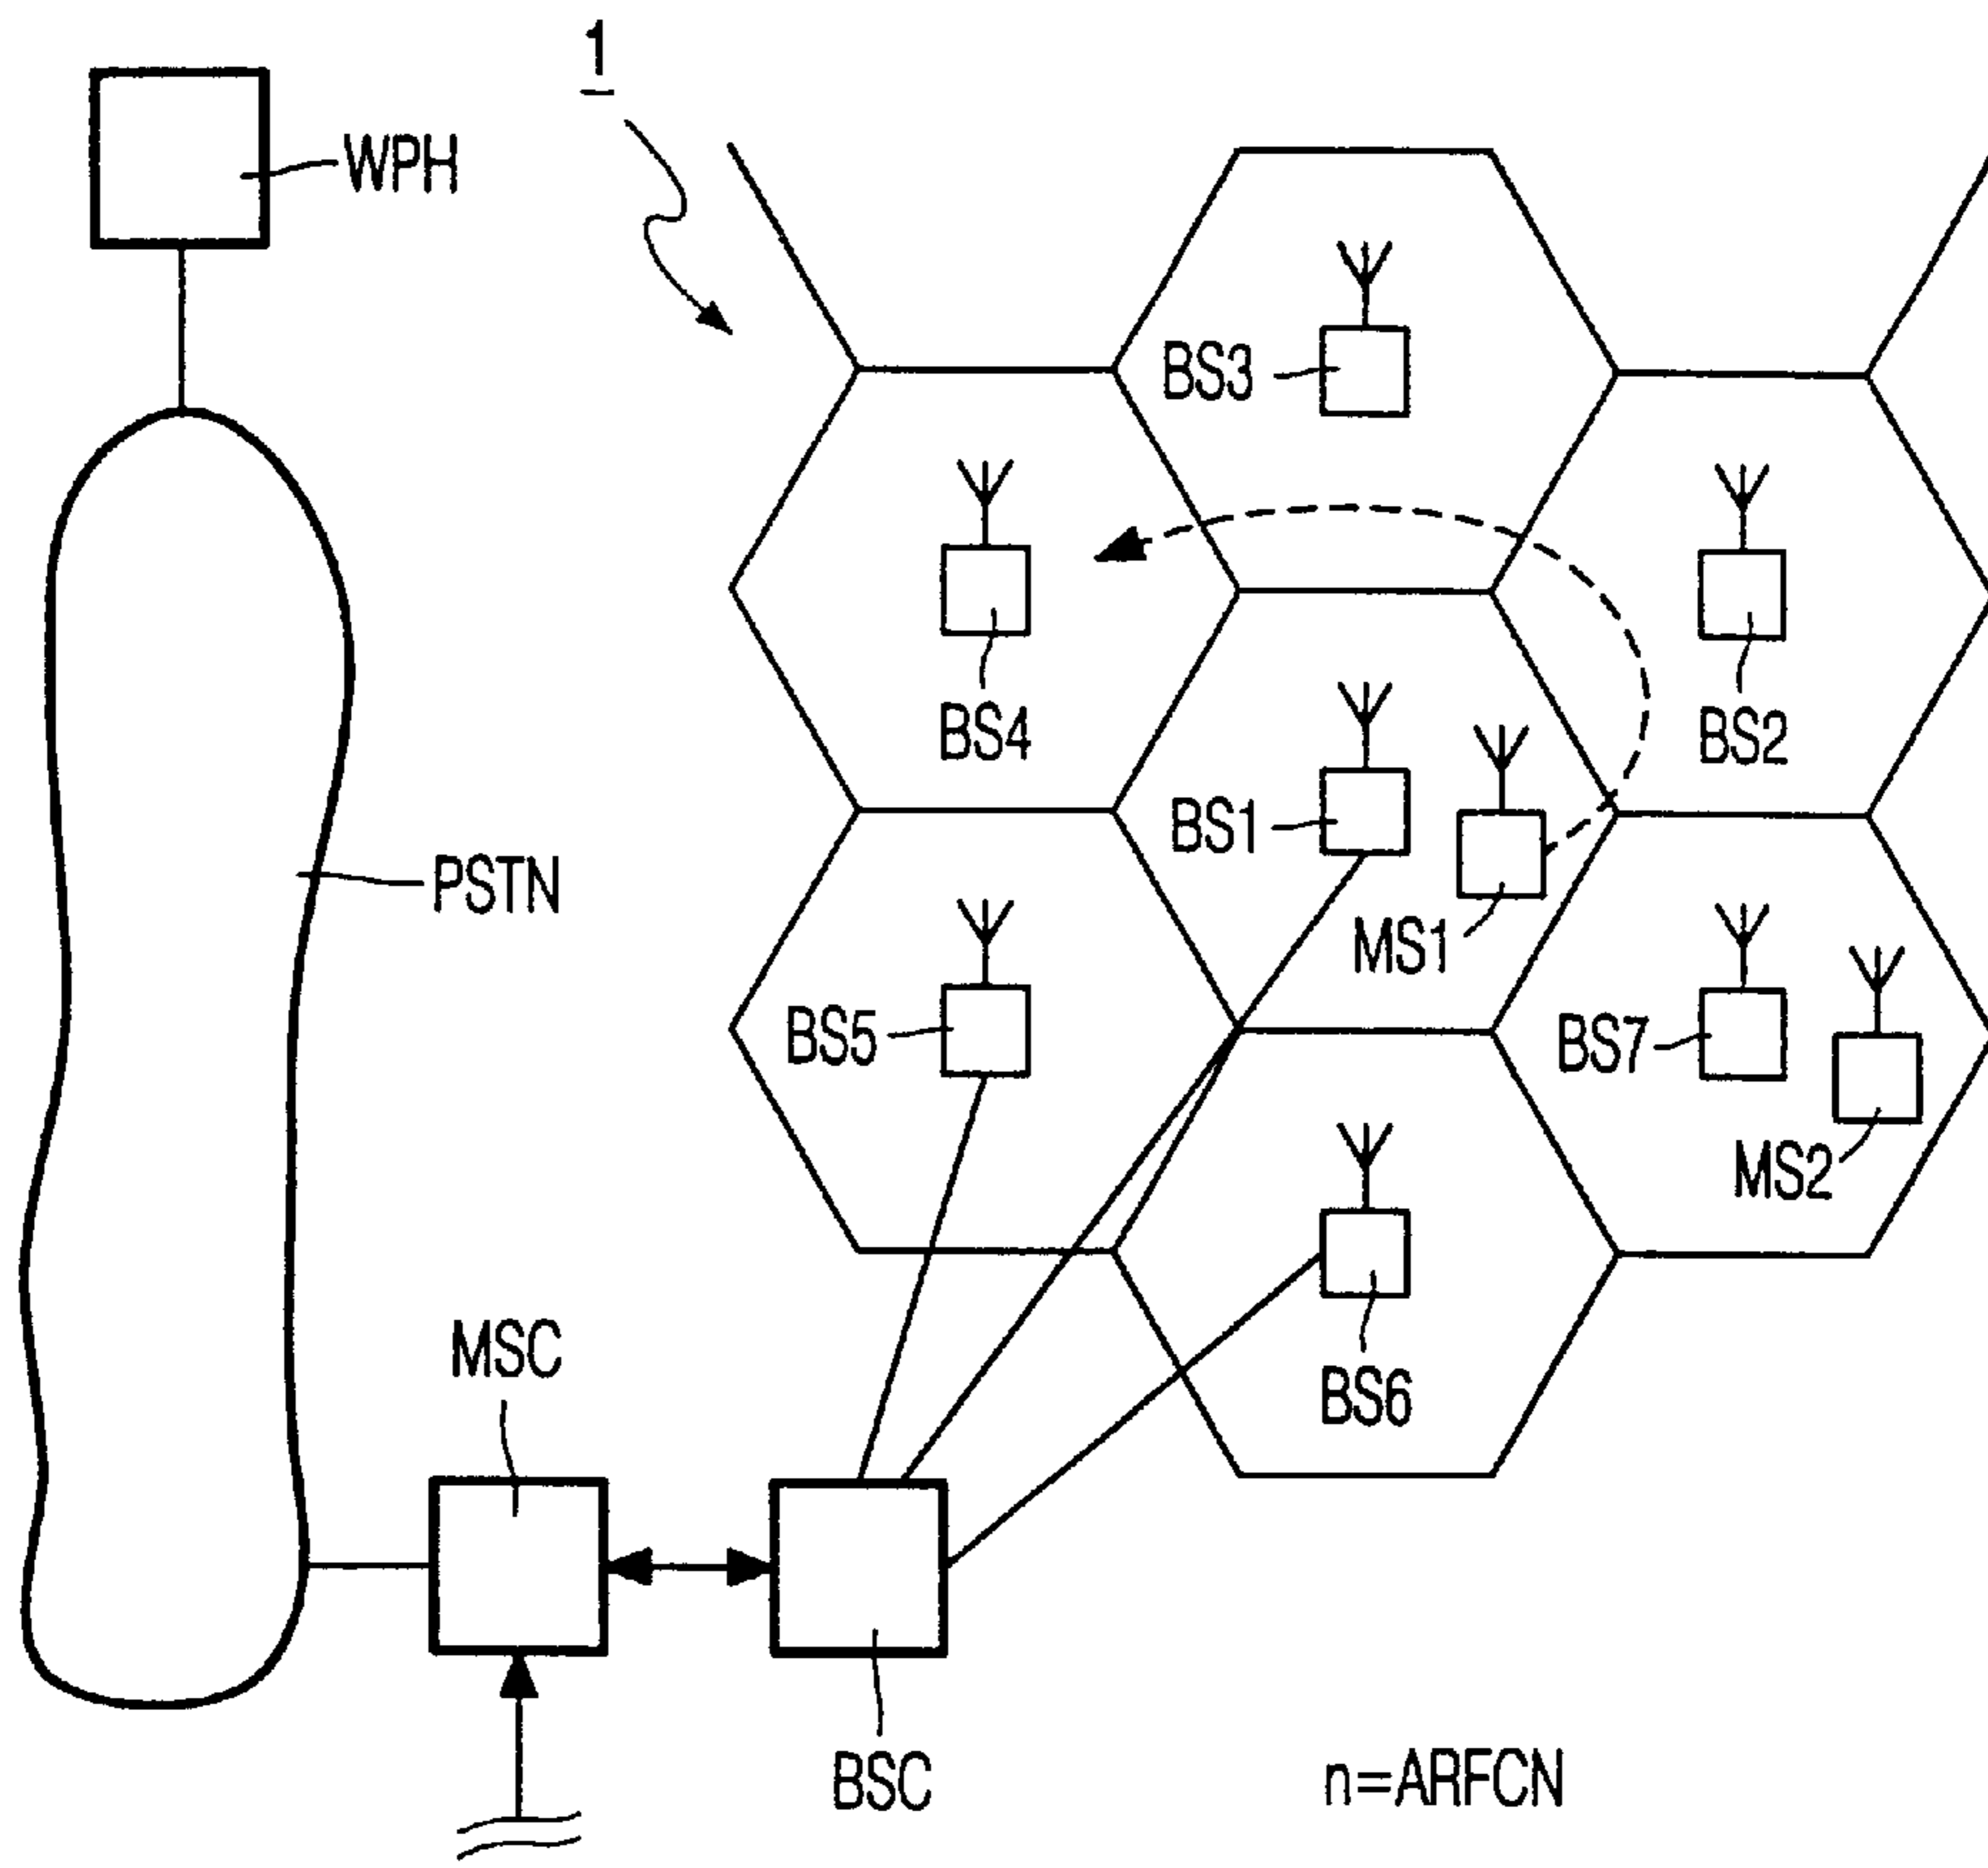 1
WPH
BS3
BS4
BS2
BS1
PSTN
MS1
BS5
BS7
MS2
MSC
BS6
BSC
n=ARFCN